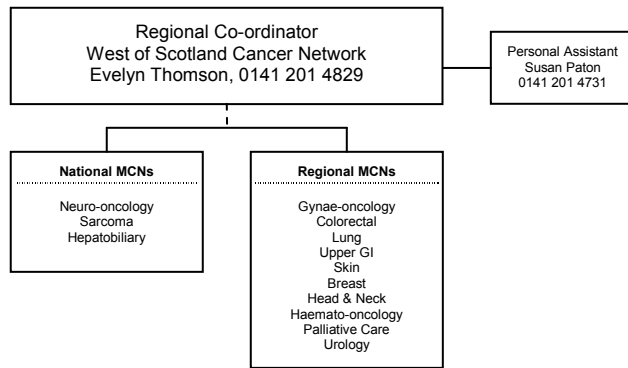 Regional Co-ordinator
West of Scotland Cancer Network
Evelyn Thomson, 0141 201 4829
Personal Assistant
Susan Paton
0141 201 4731
National MCNs
Neuro-oncology
Sarcoma
Hepatobiliary
Regional MCNs
Gynae-oncology
Colorectal
Lung
Upper GI
Skin
Breast
Head & Neck
Haemato-oncology
Palliative Care
Urology